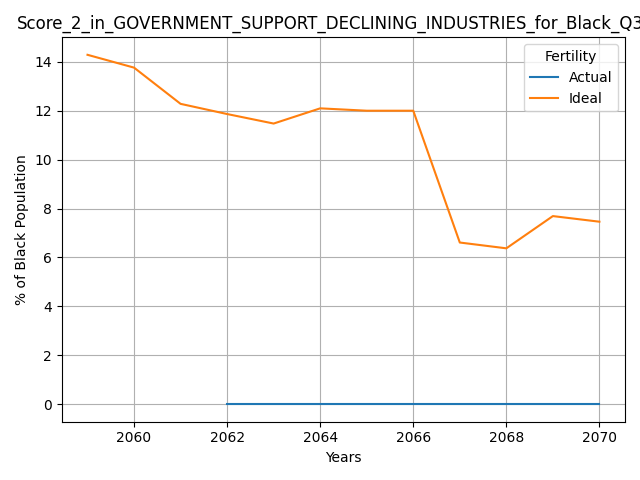 Score_2_in_GOVERNMENT_SUPPORT_DECLINING_INDUSTRIES_for_Black_Q3
Fertility
Actual
Ideal
% of Black Population
14
12
10
8
6
4
2
0
2060 2062 2064 2066 2068 2070
Years